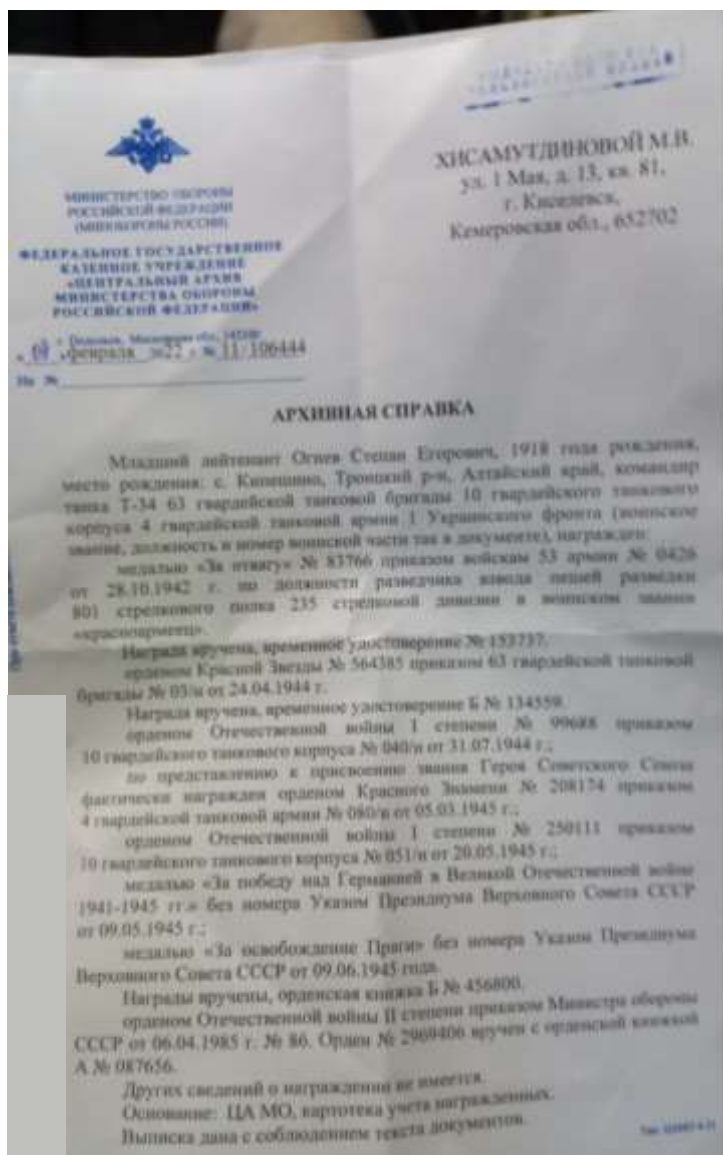 МИНИСТЕРСТВО ОБОРОНЫ
РОССИЙСКОЙ ФЕДЕРАЦИИ
(МИНОБОРОНЫ РОССИИ)
ФЕДЕРАЛЬНОЕ ГОСУДАРСТВЕННОЕ
КАЗЕННОЕ УЧРЕЖДЕНИЕ
«ЦЕНТРАЛЬНЫЙ АРХИВ
МИНИСТЕРСТВА ОБОРОНЫ
РОССИЙСКОЙ ФЕДЕРАЦИИ»
г. Подольск, Московская обл.,
февраля 2022 г. № 11/106444
На №
ХИСАМУТДИНОВОЙ М.В.
ул. 1 Мая, д. 13, кв. 81,
г. Киселевск,
Кемеровская обл., 652702
АРХИВНАЯ СПРАВКА
Младший лейтенант Огнев Степан Егорович, 1918 года рождения,
место рождения: с. Кипешино, Троицкий р-н, Алтайский край, командир
танка Т-34 63 гвардейской танковой бригады 10 гвардейского танкового
корпуса 4 гвардейской танковой армии 1 Украинского фронта (воинское
звание, должность и номер воинской части так в документе), награжден:
медалью «За отвагу» № 83766 приказом войскам 53 армии № 0426
от 28.10.1942 г. по должности разведчика взвода пешей разведки
801 стрелкового полка 235 стрелковой дивизии в воинском звании
«красноармеец».
Награда вручена, временное удостоверение № 153737.
орденом Красной Звезды № 564385 приказом 63 гвардейской танковой
бригады № 03/н от 24.04.1944 г.
Награда вручена, временное удостоверение Б № 134559.
орденом Отечественной войны I степени № 99688 приказом
10 гвардейского танкового корпуса № 040/н от 31.07.1944 г.;
по представлению к присвоению звания Героя Советского Союза
фактически награжден орденом Красного Знамени № 208174 приказом
4 гвардейской танковой армии № 080/н от 05.03.1945 г.;
орденом Отечественной войны I степени № 250111 приказом
10 гвардейского танкового корпуса № 051/н от 20.05.1945 г.;
медалью «За победу над Германией в Великой Отечественной войне
1941-1945 гг.» без номера Указом Президиума Верховного Совета СССР
от 09.05.1945 г.;
медалью «За освобождение Праги» без номера Указом Президиума
Верховного Совета СССР от 09.06.1945 года.
Награды вручены, орденская книжка Б № 456800.
орденом Отечественной войны II степени приказом Министра обороны
СССР от 06.04.1985 г. № 86. Орден № 2969406 вручен с орденской книжкой
А № 087656.
Других сведений о награждении не имеется.
Основание: ЦА МО, картотека учета награжденных.
Выписка дана с соблюдением текста документов.